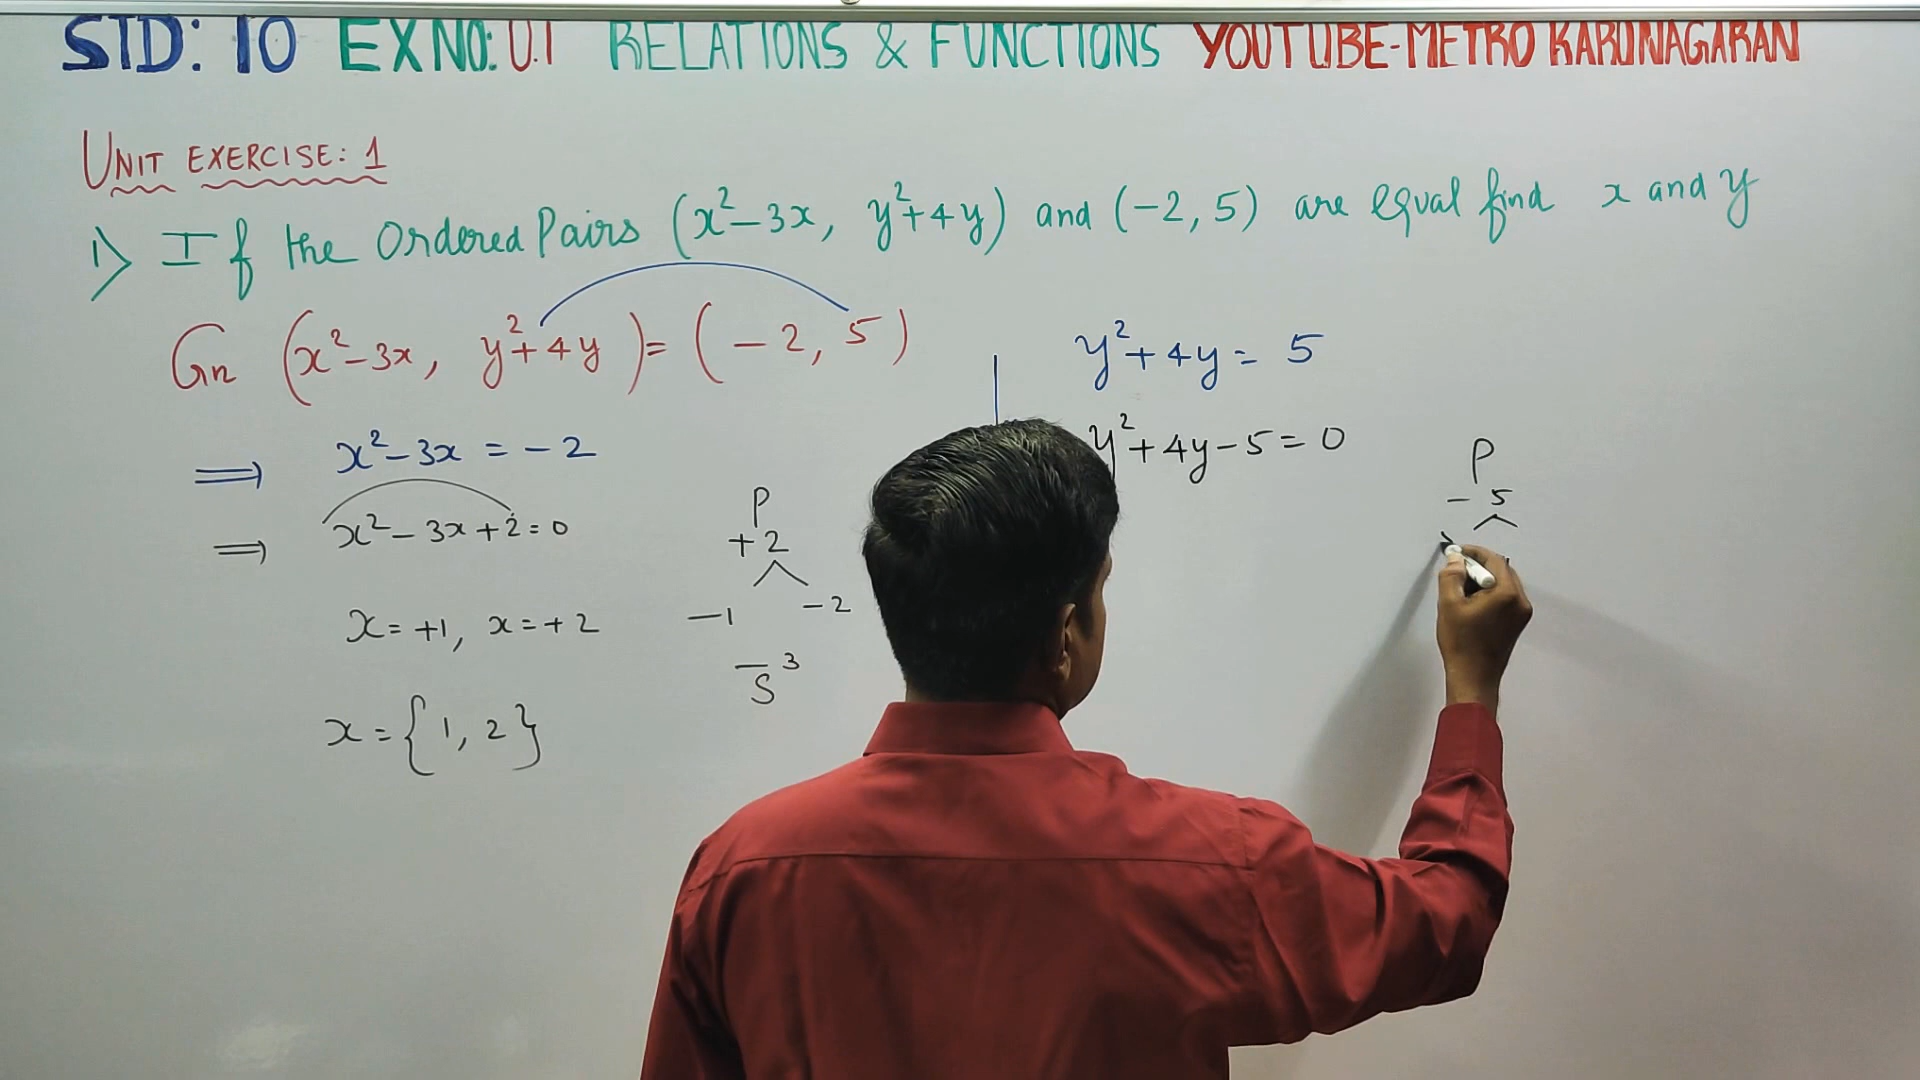 STD: 10 EX NO: U.1 RELATIONS & FUNCTIONS YOUTUBE-METRO KARUNAGARAN
UNIT EXERCISE: 1
1) If the Ordered Pairs (x²-3x, y²+4y) and (-2, 5) are equal find x and y
Gn (x²-3x, y²+4y) = (-2, 5)
⟹ x²-3x = -2
⟹ x²-3x+2=0
x= +1, x=+2
x={1, 2}
P
+2
-1 -2
-3
S
y²+4y = 5
y²+4y-5=0
P
-5